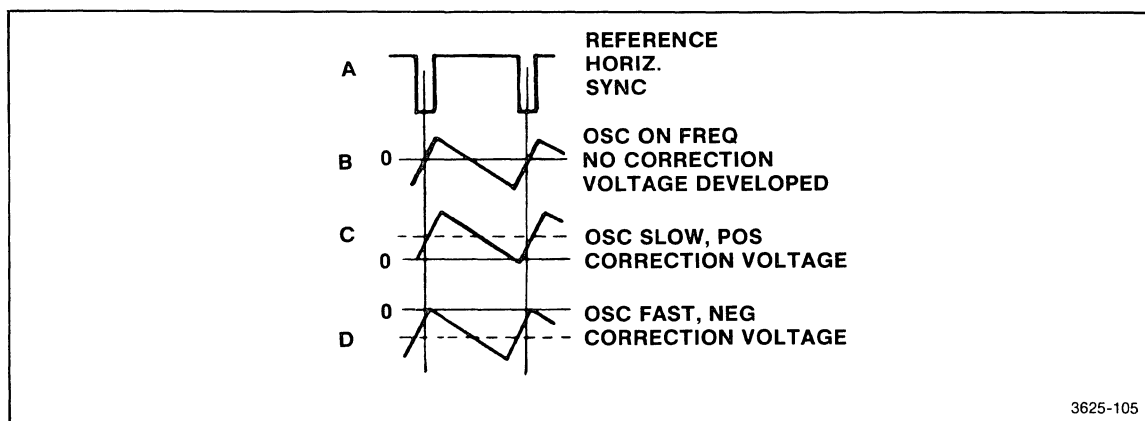 A
REFERENCE
HORIZ.
SYNC
B
0
OSC ON FREQ
NO CORRECTION
VOLTAGE DEVELOPED
C
0
OSC SLOW, POS
CORRECTION VOLTAGE
0
D
OSC FAST, NEG
CORRECTION VOLTAGE
3625-105